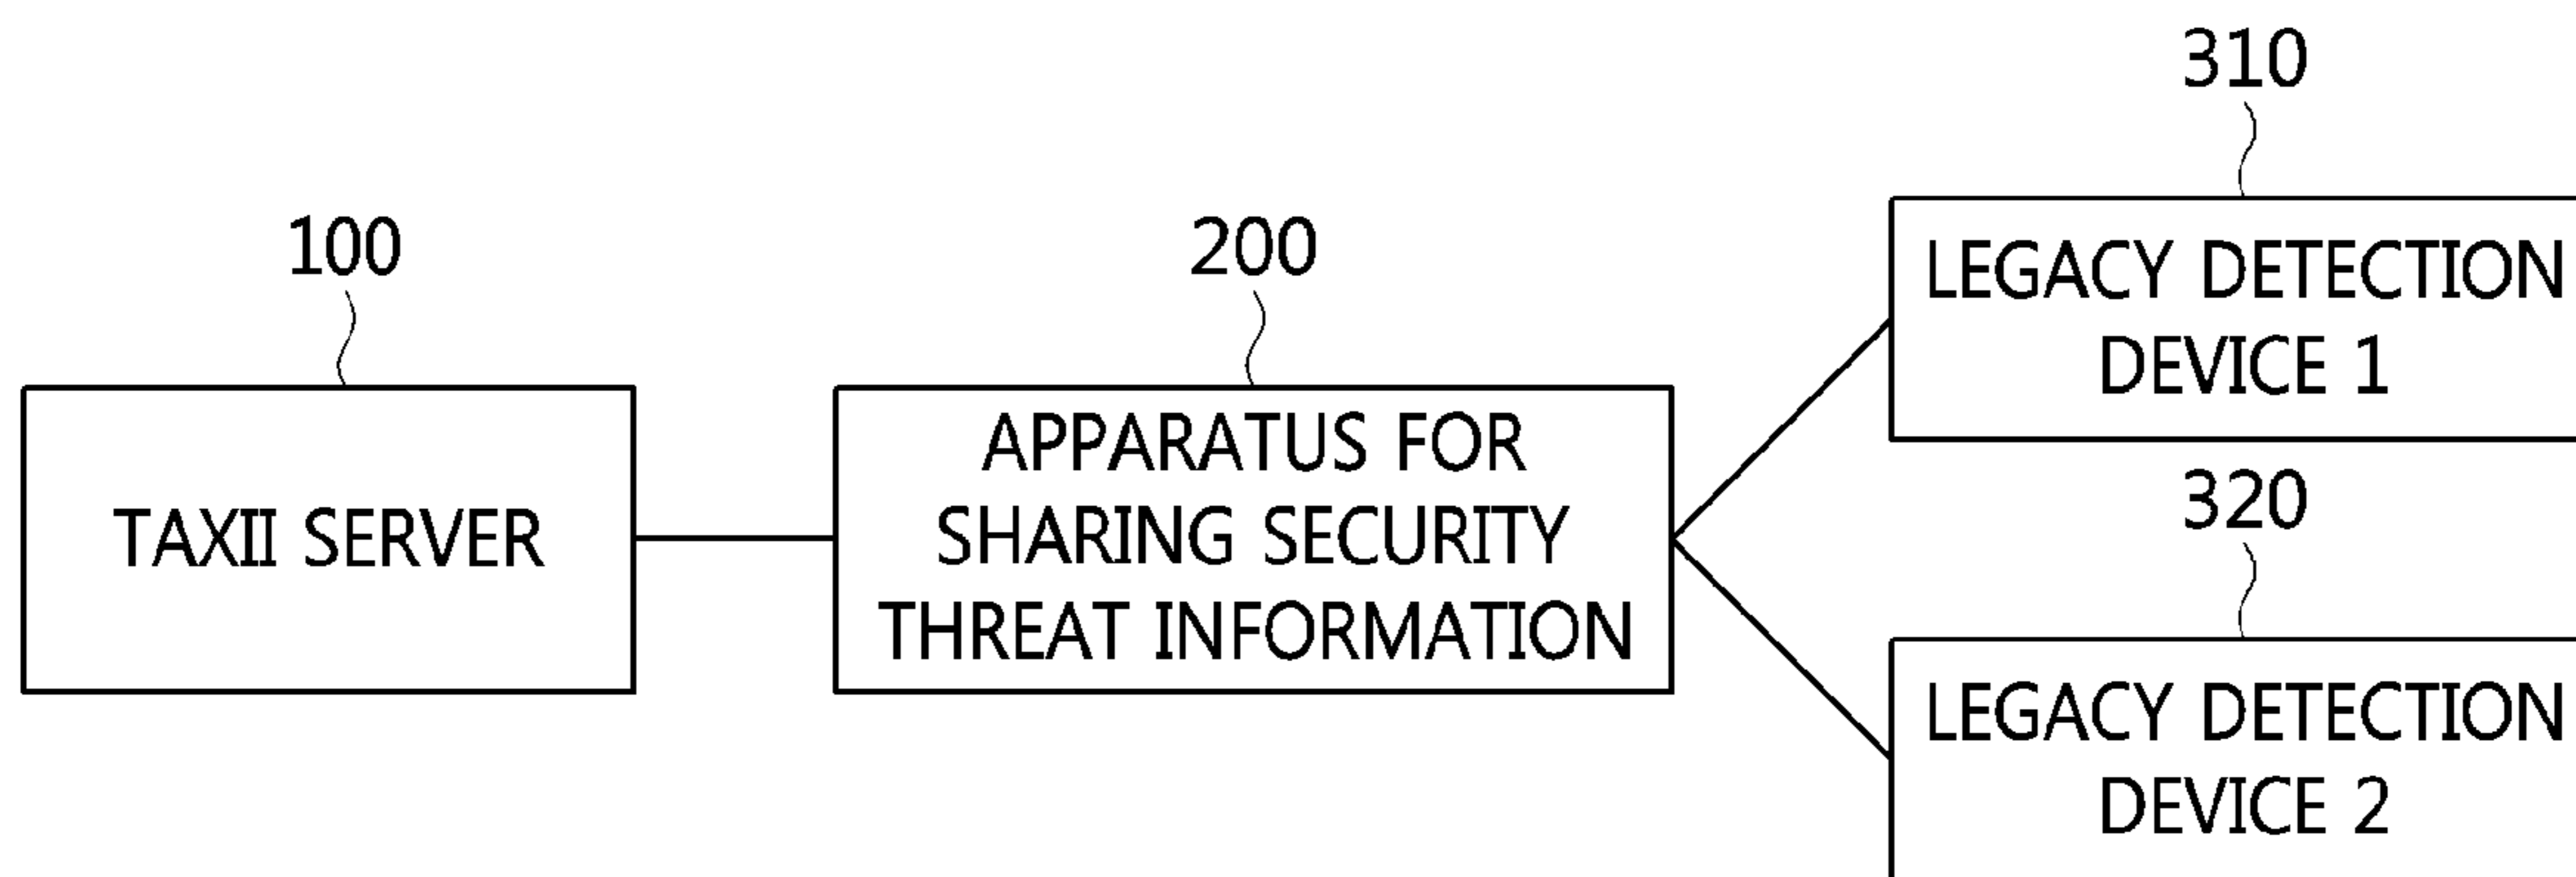 100
TAXII SERVER
200
APPARATUS FOR
SHARING SECURITY
THREAT INFORMATION
310
LEGACY DETECTION
DEVICE 1
320
LEGACY DETECTION
DEVICE 2